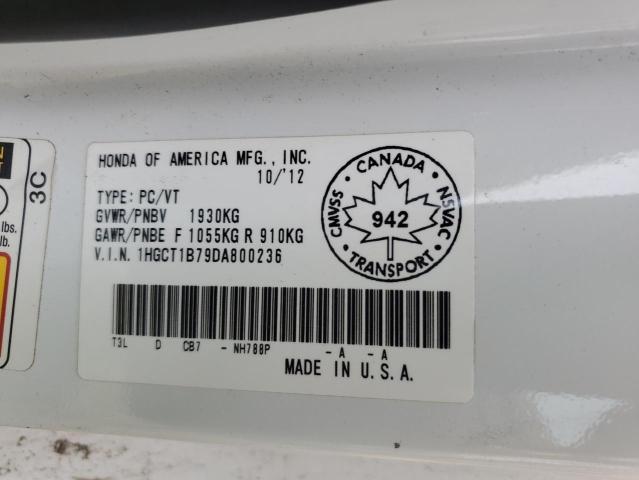 HONDA OF AMERICA MFG., INC.
10/'12
TYPE: PC/VT
GVWR/PNBV 1930KG
GAWR/PNBE F 1055KG R 910KG
V.I.N. 1HGCT1B79DA800236
CANADA
CMVSS
942
NSVAC
TRANSPORT
T3L D CB7 - NH788P - A - A
MADE IN U.S.A.
3C
lbs.
lb.